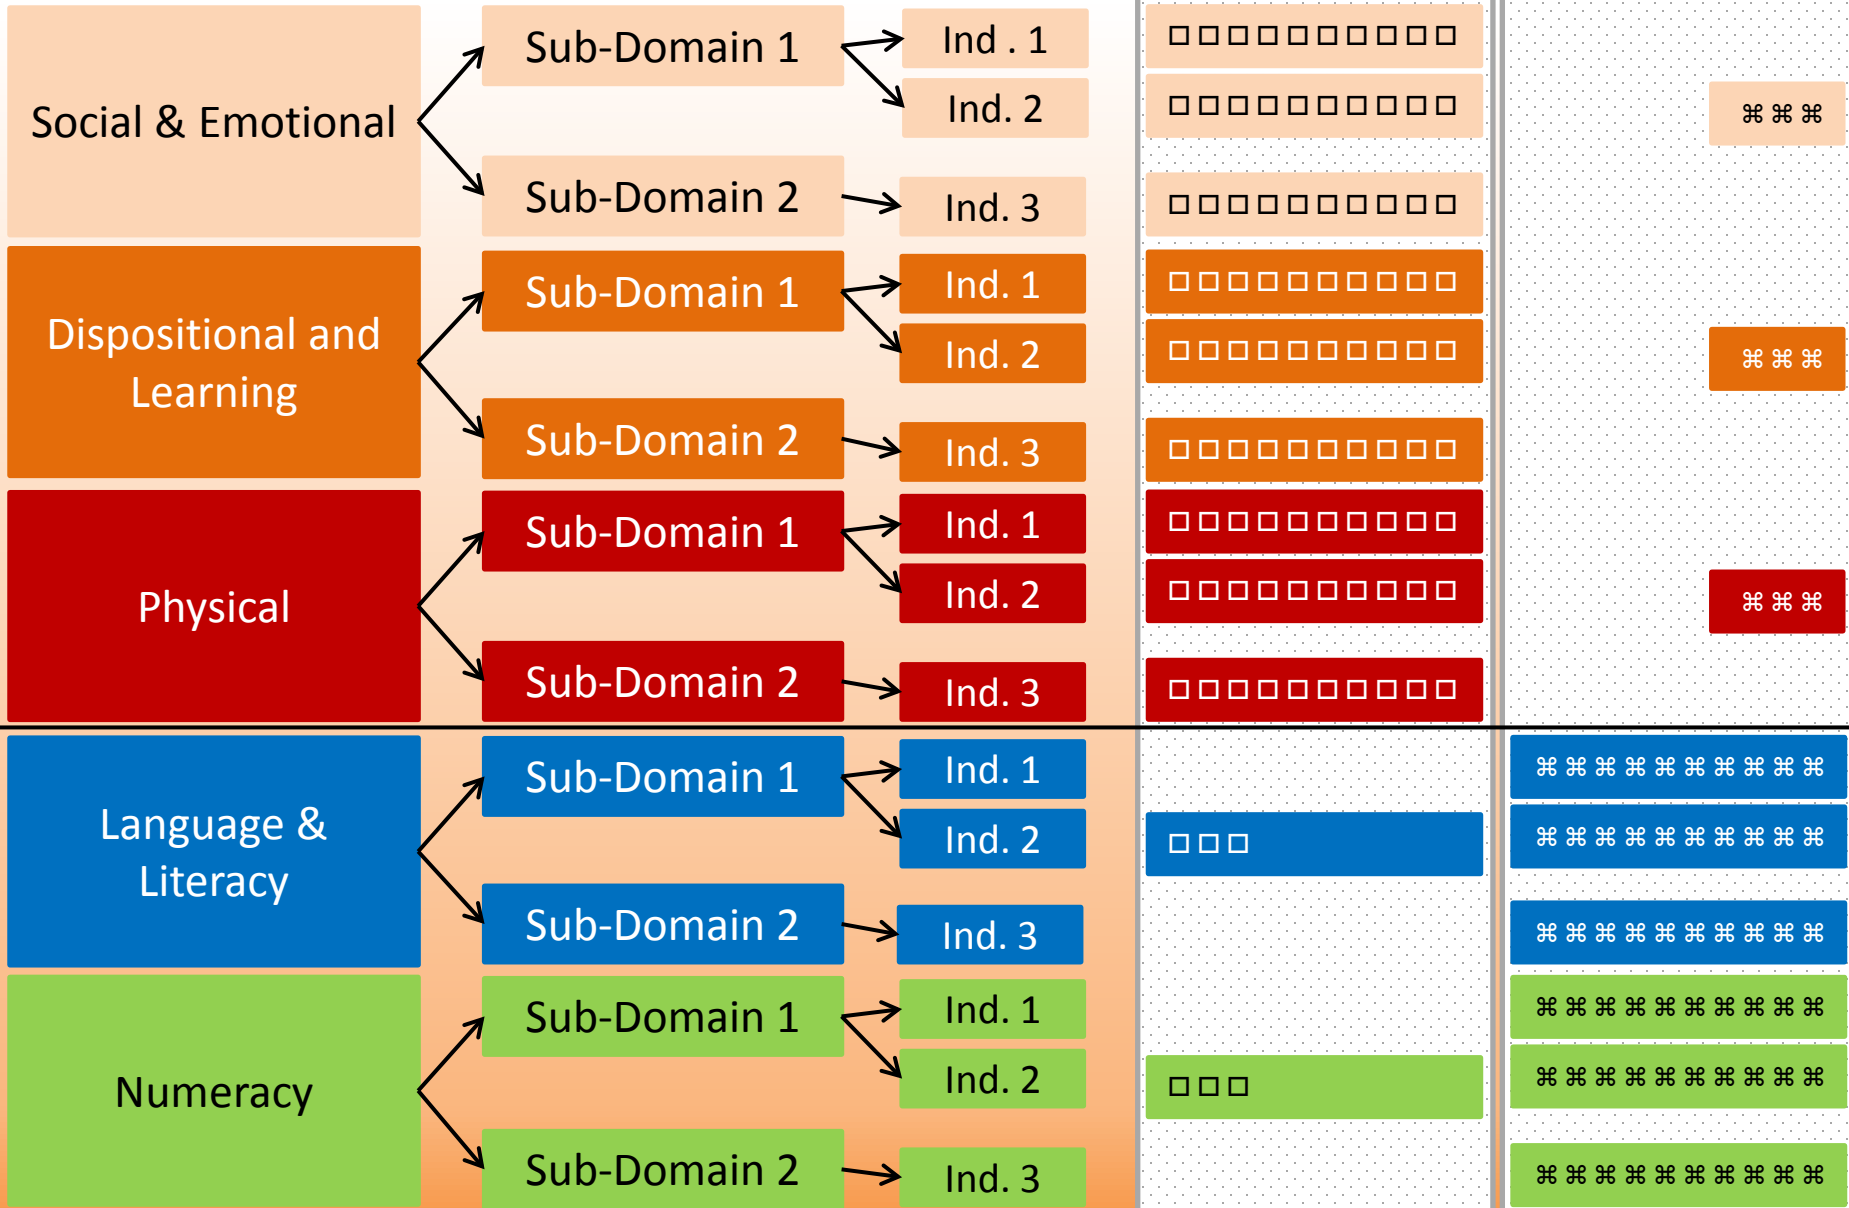 Social & Emotional
Sub-Domain 1
Ind . 1
□ □ □ □ □ □ □ □ □ □
Ind. 2
□ □ □ □ □ □ □ □ □ □
⌘ ⌘ ⌘
Sub-Domain 2
Ind. 3
□ □ □ □ □ □ □ □ □ □
Dispositional and
Learning
Sub-Domain 1
Ind. 1
□ □ □ □ □ □ □ □ □ □
Ind. 2
□ □ □ □ □ □ □ □ □ □
⌘ ⌘ ⌘
Sub-Domain 2
Ind. 3
□ □ □ □ □ □ □ □ □ □
Physical
Sub-Domain 1
Ind. 1
□ □ □ □ □ □ □ □ □ □
Ind. 2
□ □ □ □ □ □ □ □ □ □
⌘ ⌘ ⌘
Sub-Domain 2
Ind. 3
□ □ □ □ □ □ □ □ □ □
Language &
Literacy
Sub-Domain 1
Ind. 1
⌘ ⌘ ⌘ ⌘ ⌘ ⌘ ⌘ ⌘ ⌘ ⌘
Ind. 2
□ □ □
⌘ ⌘ ⌘ ⌘ ⌘ ⌘ ⌘ ⌘ ⌘ ⌘
Sub-Domain 2
Ind. 3
⌘ ⌘ ⌘ ⌘ ⌘ ⌘ ⌘ ⌘ ⌘ ⌘
Numeracy
Sub-Domain 1
Ind. 1
⌘ ⌘ ⌘ ⌘ ⌘ ⌘ ⌘ ⌘ ⌘ ⌘
Ind. 2
□ □ □
⌘ ⌘ ⌘ ⌘ ⌘ ⌘ ⌘ ⌘ ⌘ ⌘
Sub-Domain 2
Ind. 3
⌘ ⌘ ⌘ ⌘ ⌘ ⌘ ⌘ ⌘ ⌘ ⌘